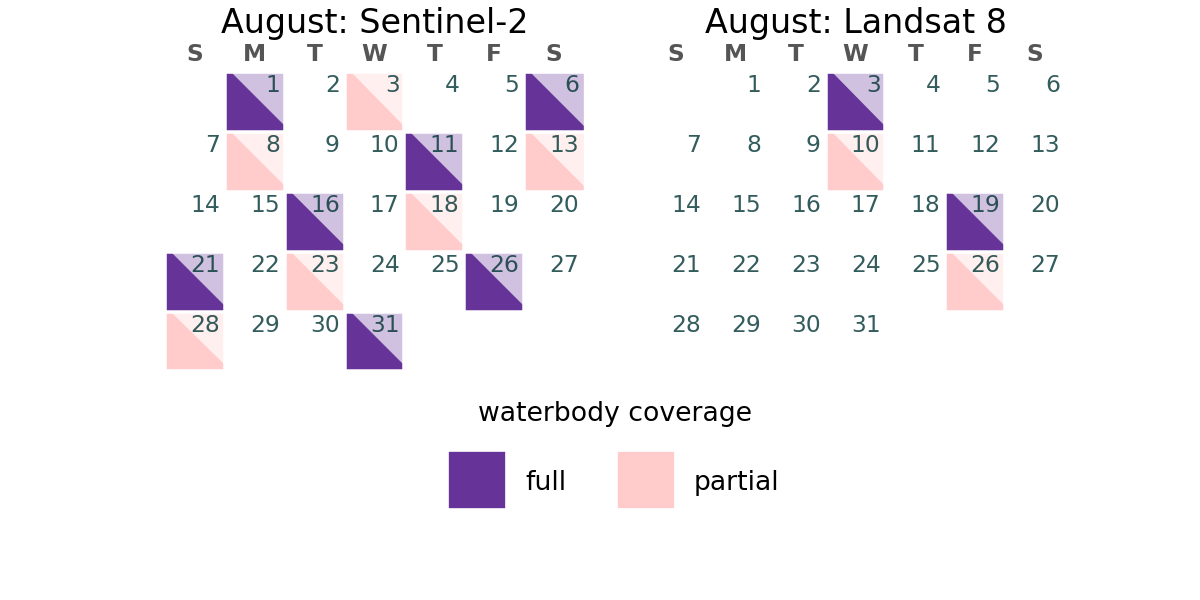 August: Sentinel-2
S M T W T F S
1 2 3 4 5 6
7 8 9 10 11 12 13
14 15 16 17 18 19 20
21 22 23 24 25 26 27
28 29 30 31
August: Landsat 8
S M T W T F S
1 2 3 4 5 6
7 8 9 10 11 12 13
14 15 16 17 18 19 20
21 22 23 24 25 26 27
28 29 30 31
waterbody coverage
full partial